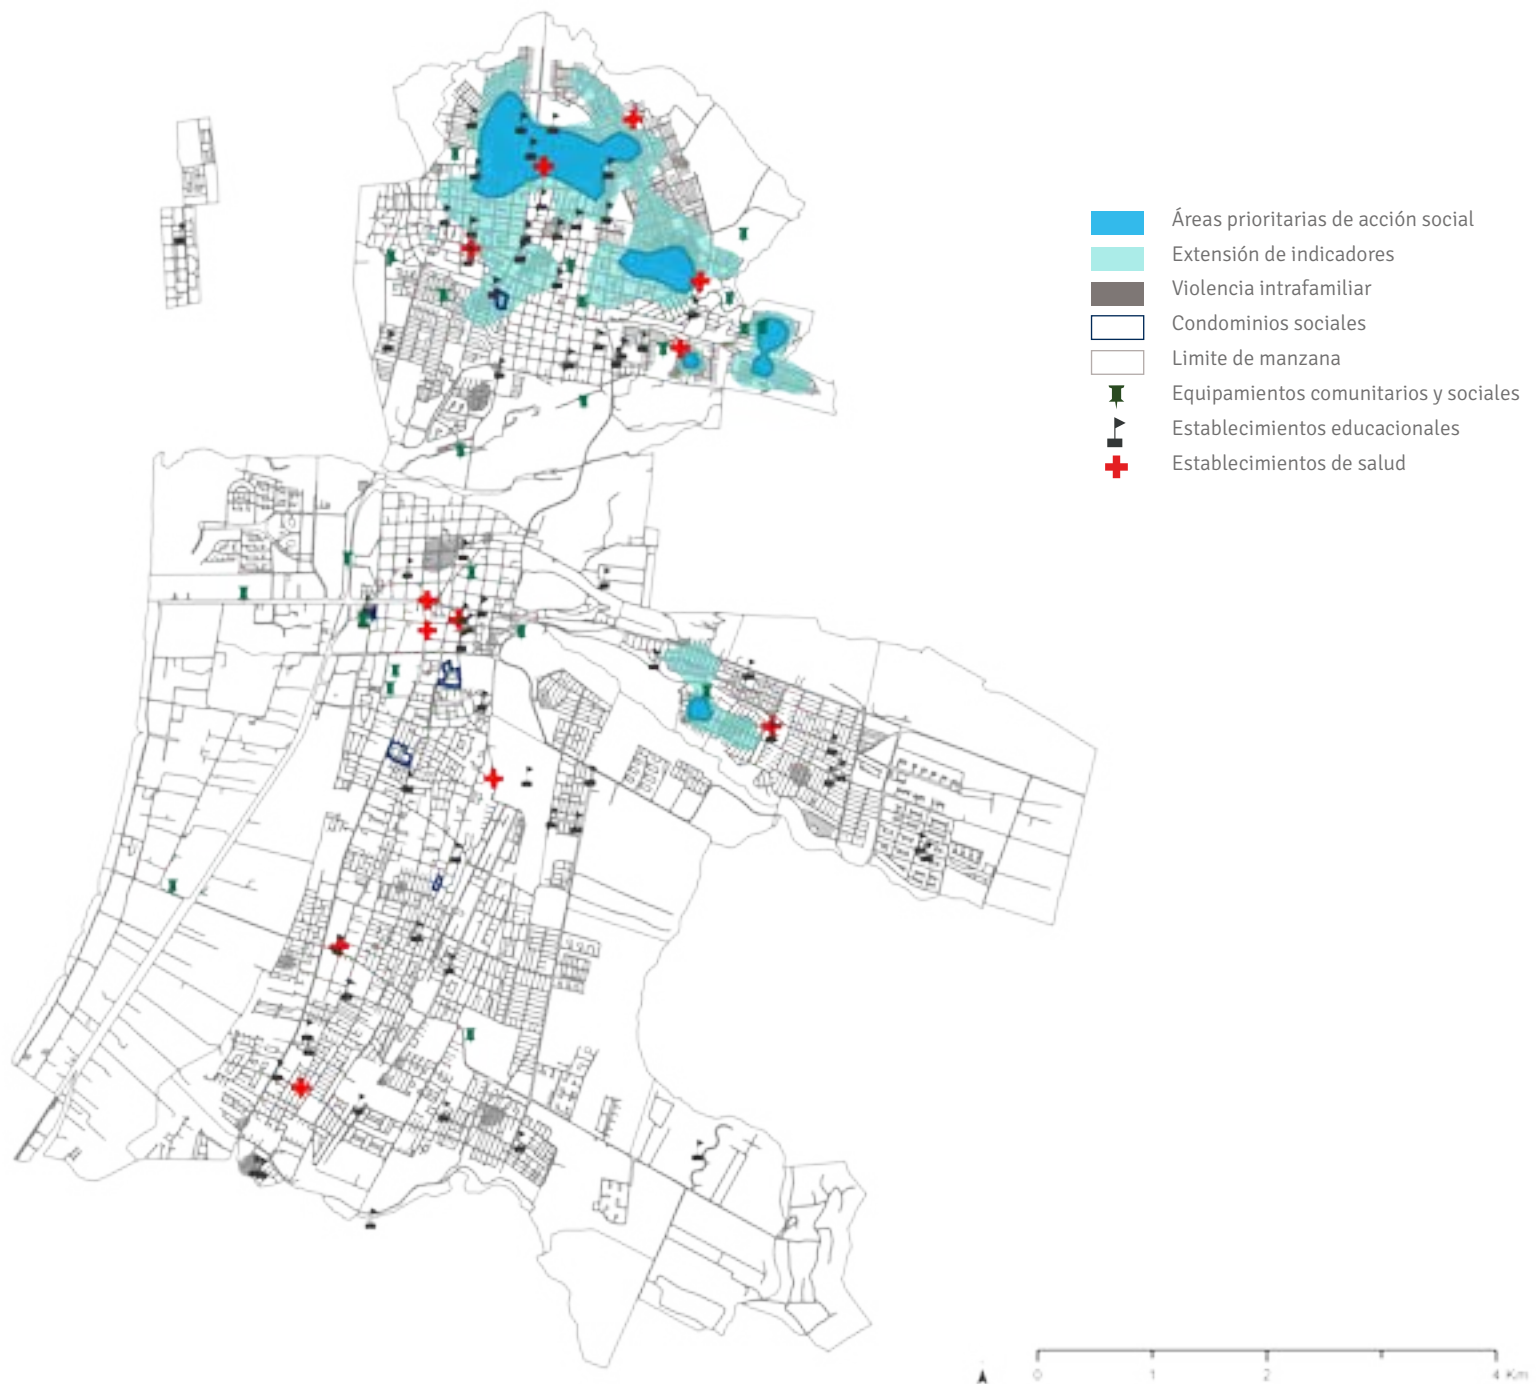 Áreas prioritarias de acción social
Extensión de indicadores
Violencia intrafamiliar
Condominios sociales
Limite de manzana
Equipamientos comunitarios y sociales
Establecimientos educacionales
Establecimientos de salud
0 1 2 4 Km